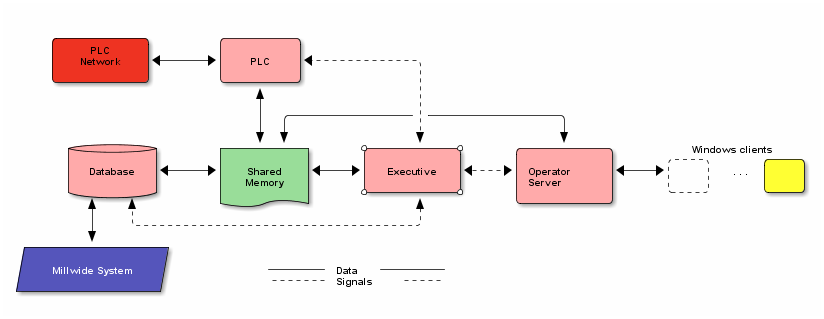 PLC
Network
PLC
Windows clients
Database
Shared
Memory
Executive
Operator
Server
. . .
Millwide System
Data
Signals